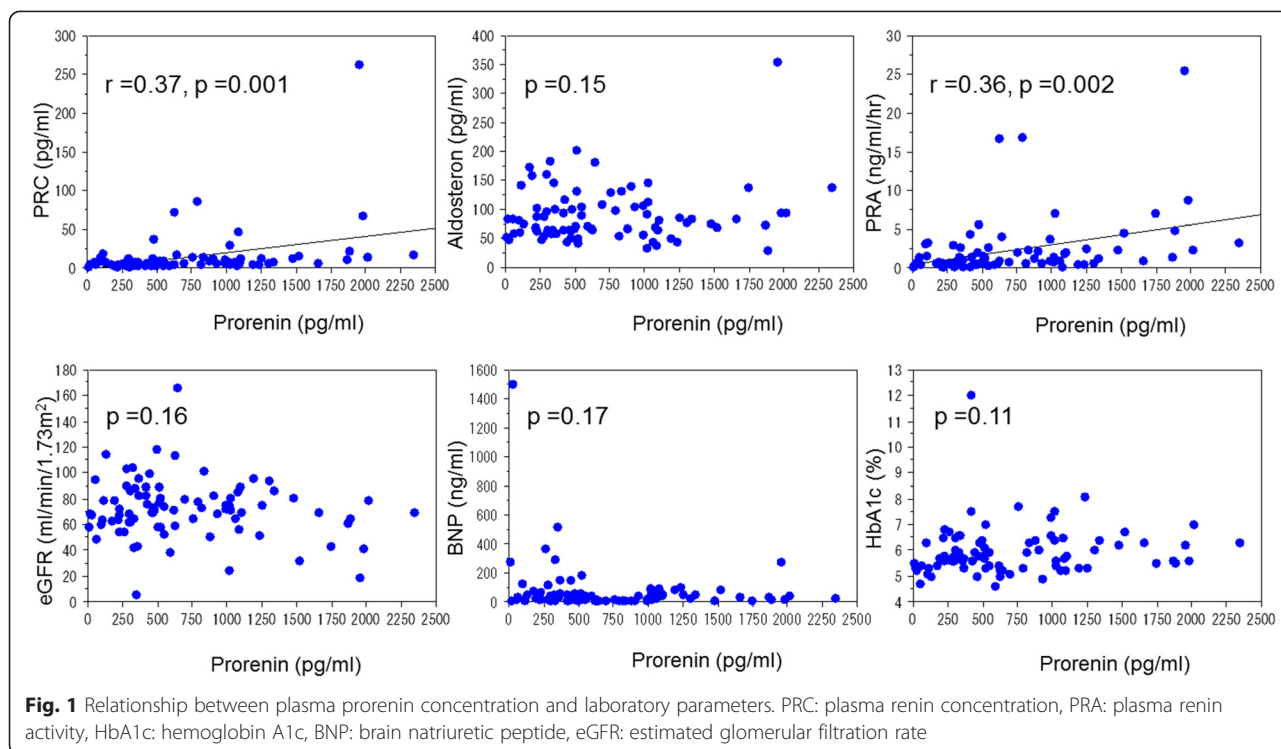 300
250
200
150
100
50
0
PRC (pg/ml)
r =0.37, p =0.001
0 250 500 750 1000 1250 1500 1750 2000 2250 2500
Prorenin (pg/ml)
400
350
300
250
200
150
100
50
0
Aldosteron (pg/ml)
p =0.15
0 250 500 750 1000 1250 1500 1750 2000 2250 2500
Prorenin (pg/ml)
30
25
20
15
10
5
0
PRA (ng/ml/hr)
r =0.36, p =0.002
0 250 500 750 1000 1250 1500 1750 2000 2250 2500
Prorenin (pg/ml)
180
160
140
120
100
80
60
40
20
0
eGFR (ml/min/1.73m²)
p =0.16
0 250 500 750 1000 1250 1500 1750 2000 2250 2500
Prorenin (pg/ml)
1600
1400
1200
1000
800
600
400
200
0
BNP (ng/ml)
p =0.17
0 250 500 750 1000 1250 1500 1750 2000 2250 2500
Prorenin (pg/ml)
13
12
11
10
9
8
7
6
5
4
HbA1c (%)
p =0.11
0 250 500 750 1000 1250 1500 1750 2000 2250 2500
Prorenin (pg/ml)
Fig. 1 Relationship between plasma prorenin concentration and laboratory parameters. PRC: plasma renin concentration, PRA: plasma renin
activity, HbA1c: hemoglobin A1c, BNP: brain natriuretic peptide, eGFR: estimated glomerular filtration rate